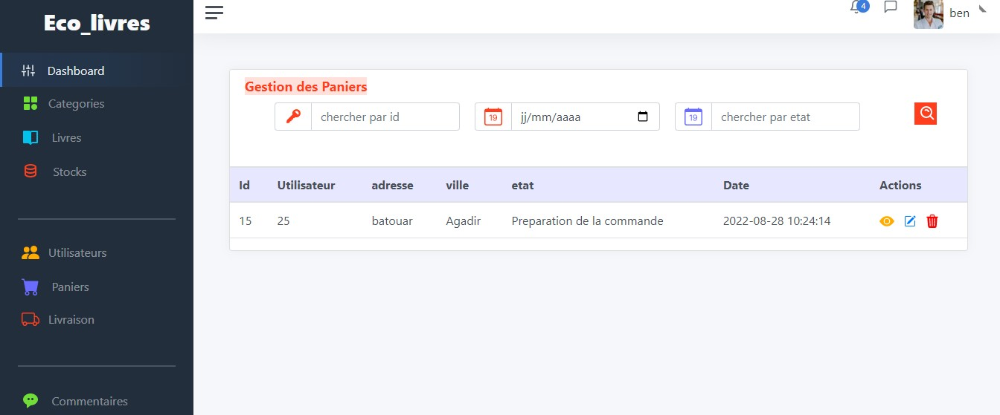 Eco_livres
Dashboard
Categories
Livres
Stocks
Utilisateurs
Paniers
Livraison
Commentaires
4
ben
Gestion des Paniers
chercher par id
19
jj/mm/aaaa
19
chercher par etat
Id Utilisateur adresse ville etat Date Actions
15 25 batouar Agadir Preparation de la commande 2022-08-28 10:24:14